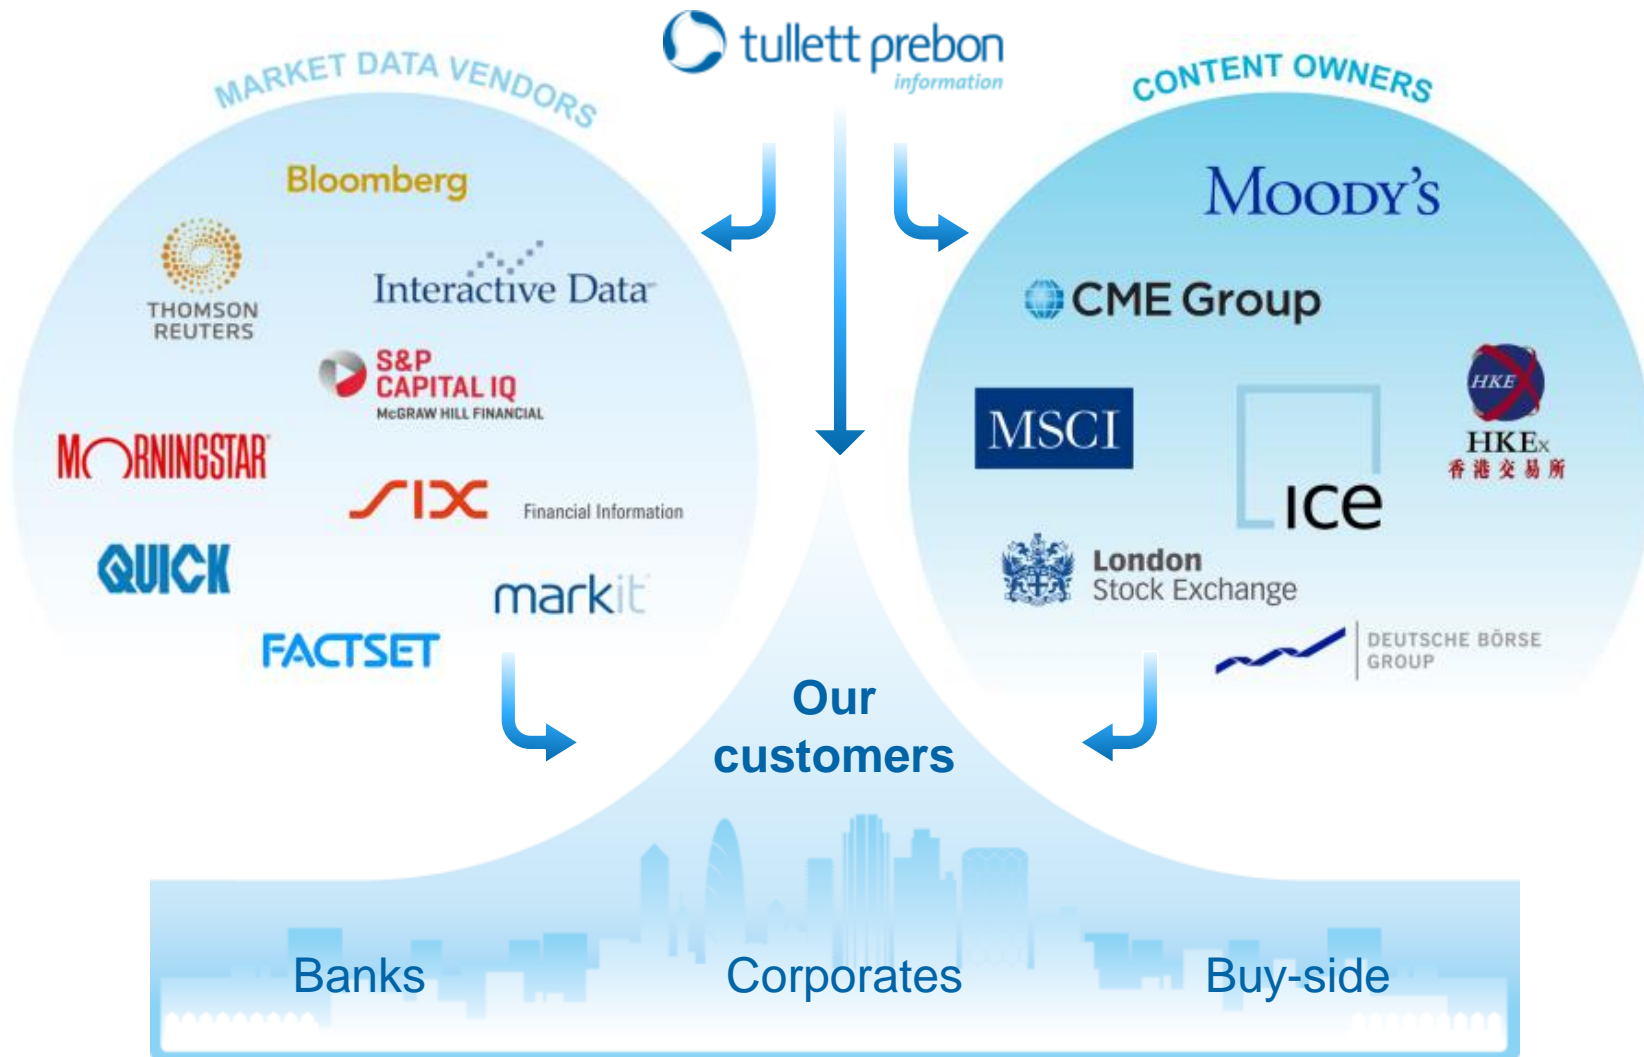 tullett prebon
information
MARKET DATA VENDORS
Bloomberg
THOMSON
REUTERS
Interactive Data
S&P
CAPITAL IQ
McGRAW HILL FINANCIAL
MORNINGSTAR
SIX Financial Information
QUICK
markit
FACTSET
CONTENT OWNERS
MOODY'S
CME Group
MSCI
ice
HKEx
HKEx
香港交易所
London
Stock Exchange
DEUTSCHE BÖRSE
GROUP
Our
customers
Banks
Corporates
Buy-side